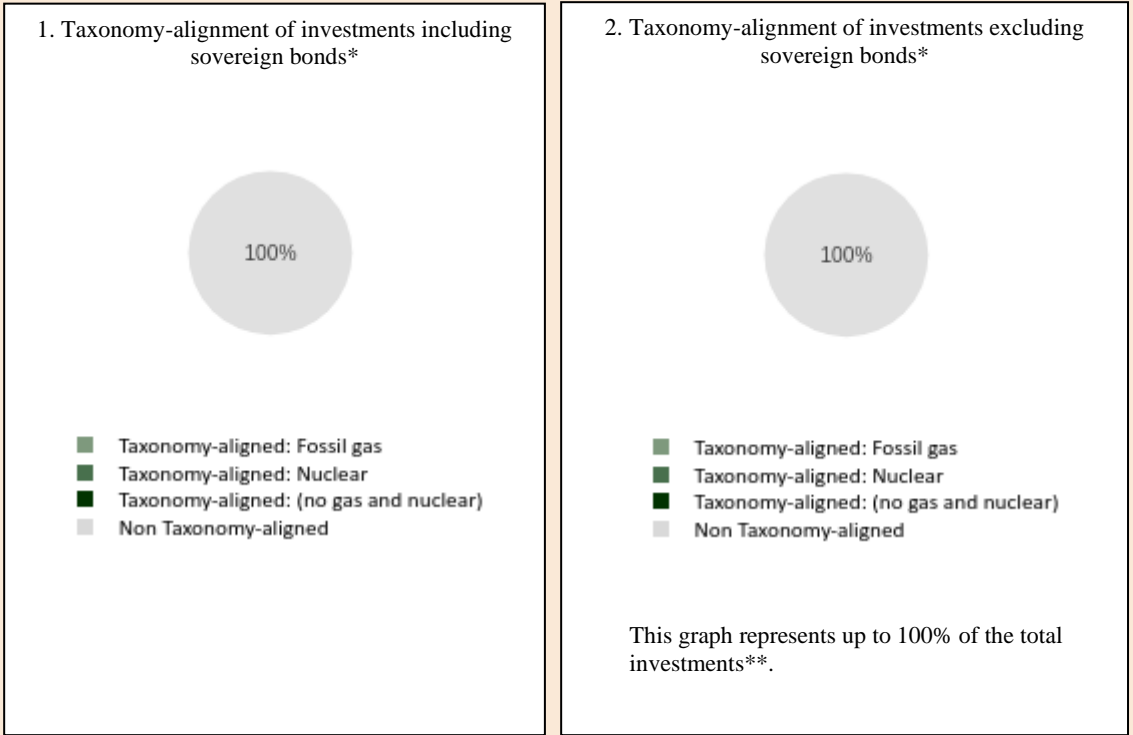 1. Taxonomy-alignment of investments including
sovereign bonds*
100%
Taxonomy-aligned: Fossil gas
Taxonomy-aligned: Nuclear
Taxonomy-aligned: (no gas and nuclear)
Non Taxonomy-aligned
2. Taxonomy-alignment of investments excluding
sovereign bonds*
100%
Taxonomy-aligned: Fossil gas
Taxonomy-aligned: Nuclear
Taxonomy-aligned: (no gas and nuclear)
Non Taxonomy-aligned
This graph represents up to 100% of the total
investments**.